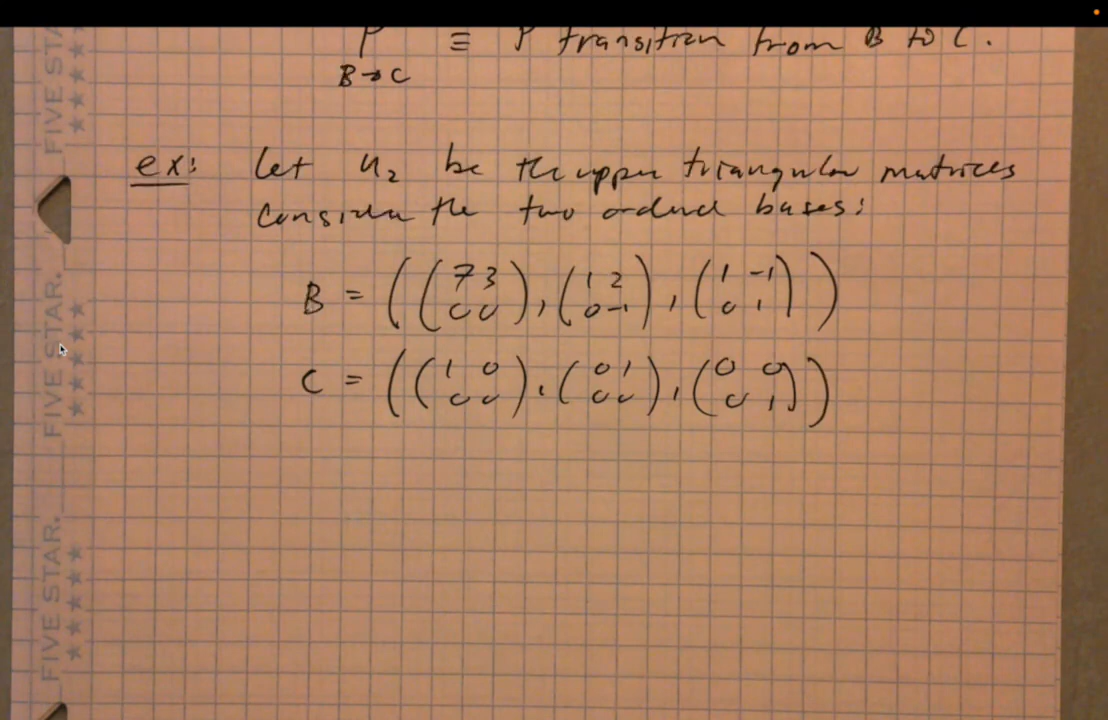 P ≡ P transition from B to C.
B→C
ex: Let U₂ be the upper triangular matrices
consider the two ordered bases:
B = ( ( 7 3 ; 0 0 ), ( 1 2 ; 0 -1 ), ( 1 -1 ; 0 1 ) )
C = ( ( 1 0 ; 0 0 ), ( 0 1 ; 0 0 ), ( 0 0 ; 0 1 ) )
FIVE STAR.
FIVE STAR.
FIVE STAR.